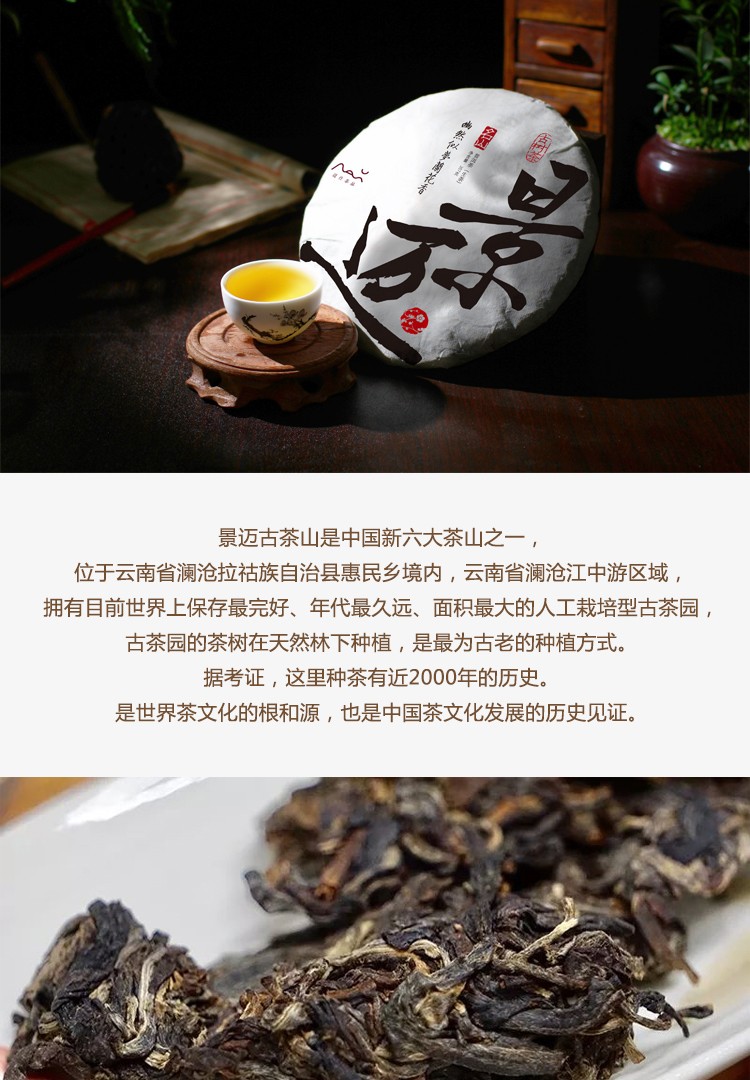 古树茶
景迈
名山
幽然似夢蘭花香
景迈古茶山是中国新六大茶山之一，
位于云南省澜沧拉祜族自治县惠民乡境内，云南省澜沧江中游区域，
拥有目前世界上保存最完好、年代最久远、面积最大的人工栽培型古茶园，
古茶园的茶树在天然林下种植，是最为古老的种植方式。
据考证，这里种茶有近2000年的历史。
是世界茶文化的根和源，也是中国茶文化发展的历史见证。